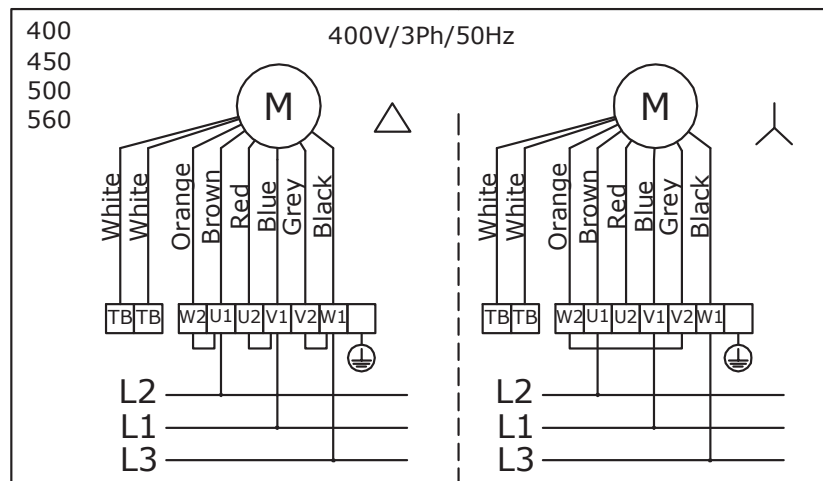 400
450
500
560
400V/3Ph/50Hz
M
White
White
Orange
Brown
Red
Blue
Grey
Black
TB TB W2 U1 U2 V1 V2 W1
L2
L1
L3
M
White
White
Orange
Brown
Red
Blue
Grey
Black
TB TB W2 U1 U2 V1 V2 W1
L2
L1
L3